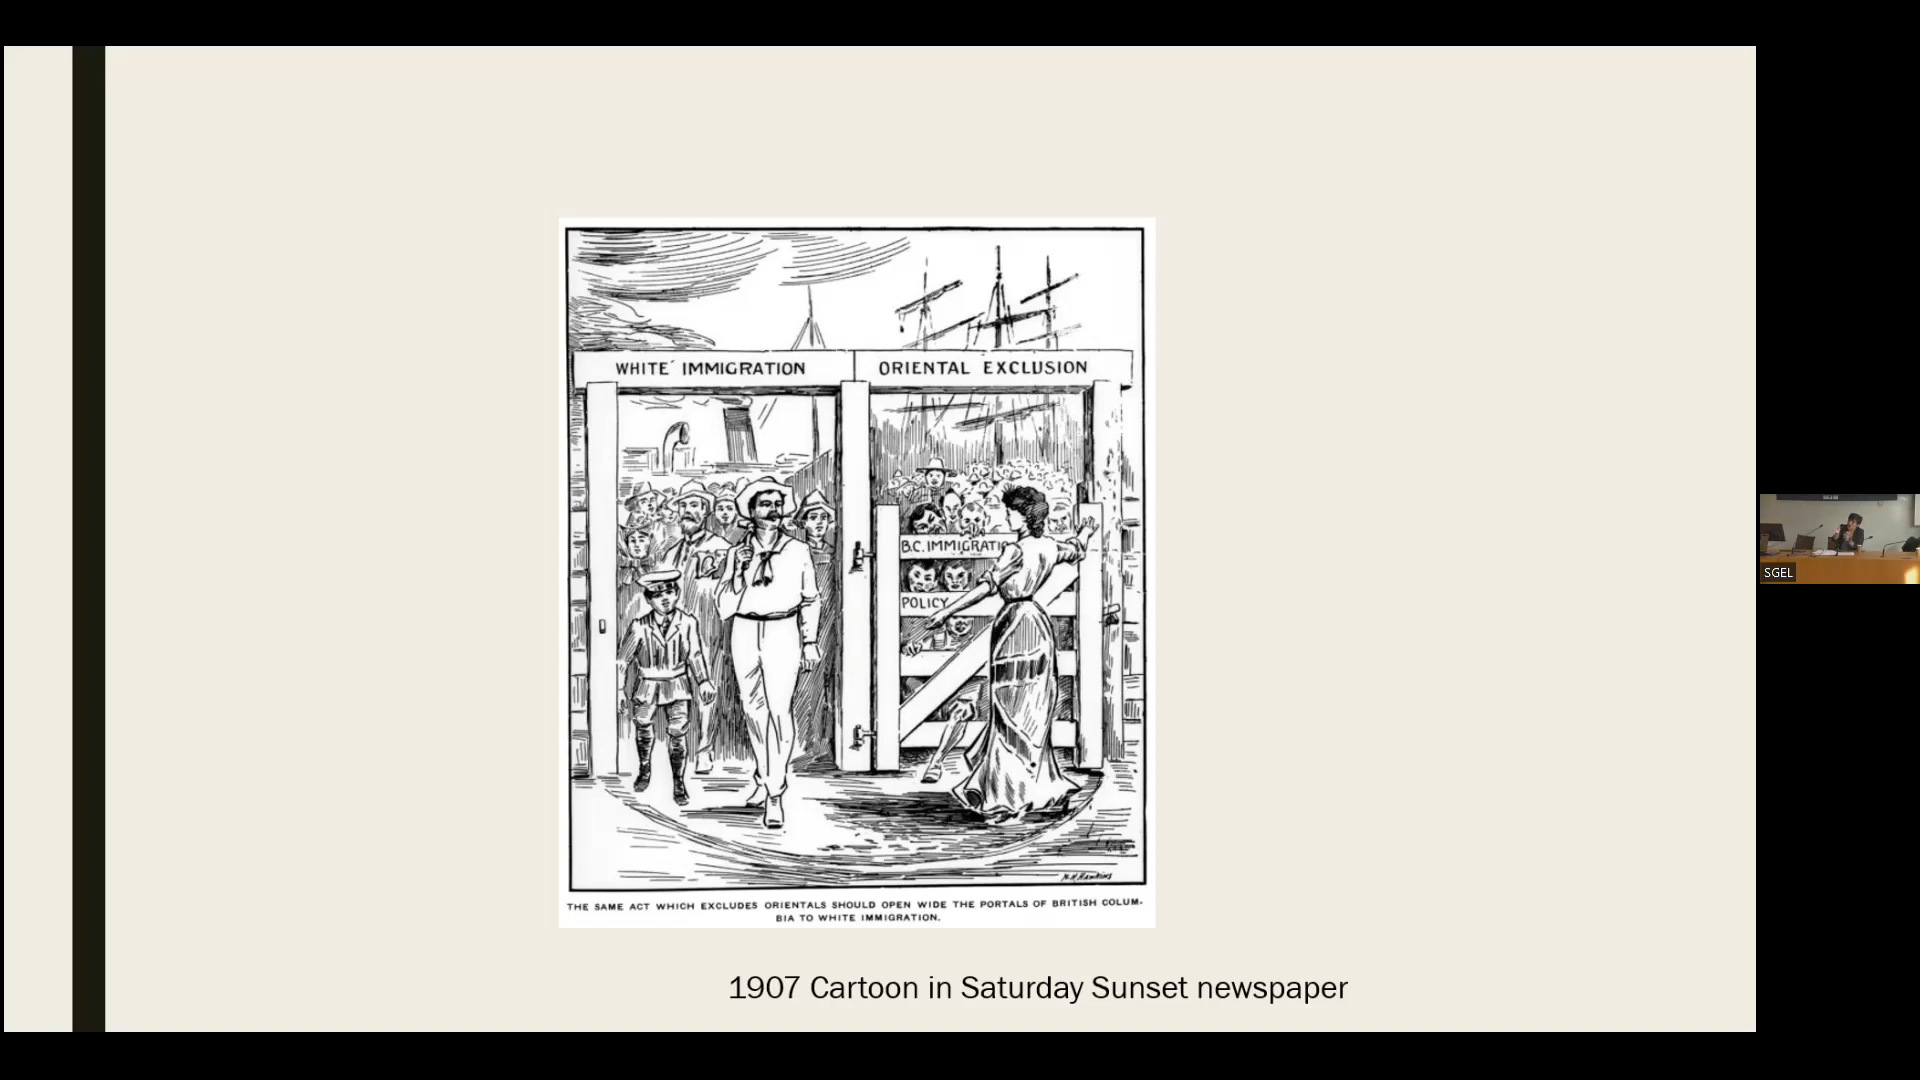 WHITE IMMIGRATION
ORIENTAL EXCLUSION
B.C. IMMIGRATIO
POLICY
N.H. Hawkins
THE SAME ACT WHICH EXCLUDES ORIENTALS SHOULD OPEN WIDE THE PORTALS OF BRITISH COLUM-
BIA TO WHITE IMMIGRATION.
1907 Cartoon in Saturday Sunset newspaper
SGEL